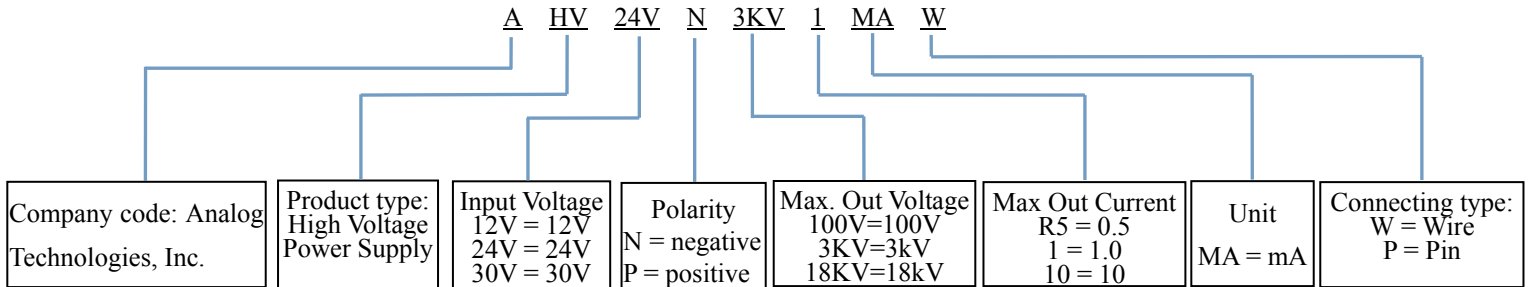 A HV 24V N 3KV 1 MA W
Company code: Analog
Technologies, Inc.
Product type:
High Voltage
Power Supply
Input Voltage
12V = 12V
24V = 24V
30V = 30V
Polarity
N = negative
P = positive
Max. Out Voltage
100V=100V
3KV=3kV
18KV=18kV
Max Out Current
R5 = 0.5
1 = 1.0
10 = 10
Unit
MA = mA
Connecting type:
W = Wire
P = Pin